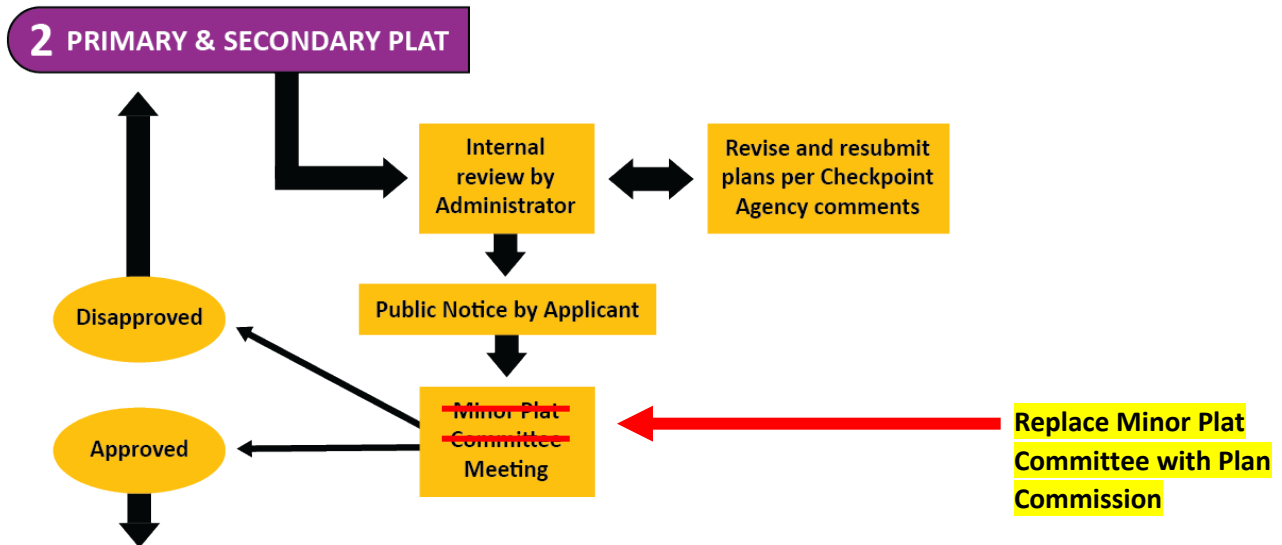 2 PRIMARY & SECONDARY PLAT
Internal
review by
Administrator
Revise and resubmit
plans per Checkpoint
Agency comments
Public Notice by Applicant
Disapproved
Minor Plat
Committee
Meeting
Approved
Replace Minor Plat
Committee with Plan
Commission